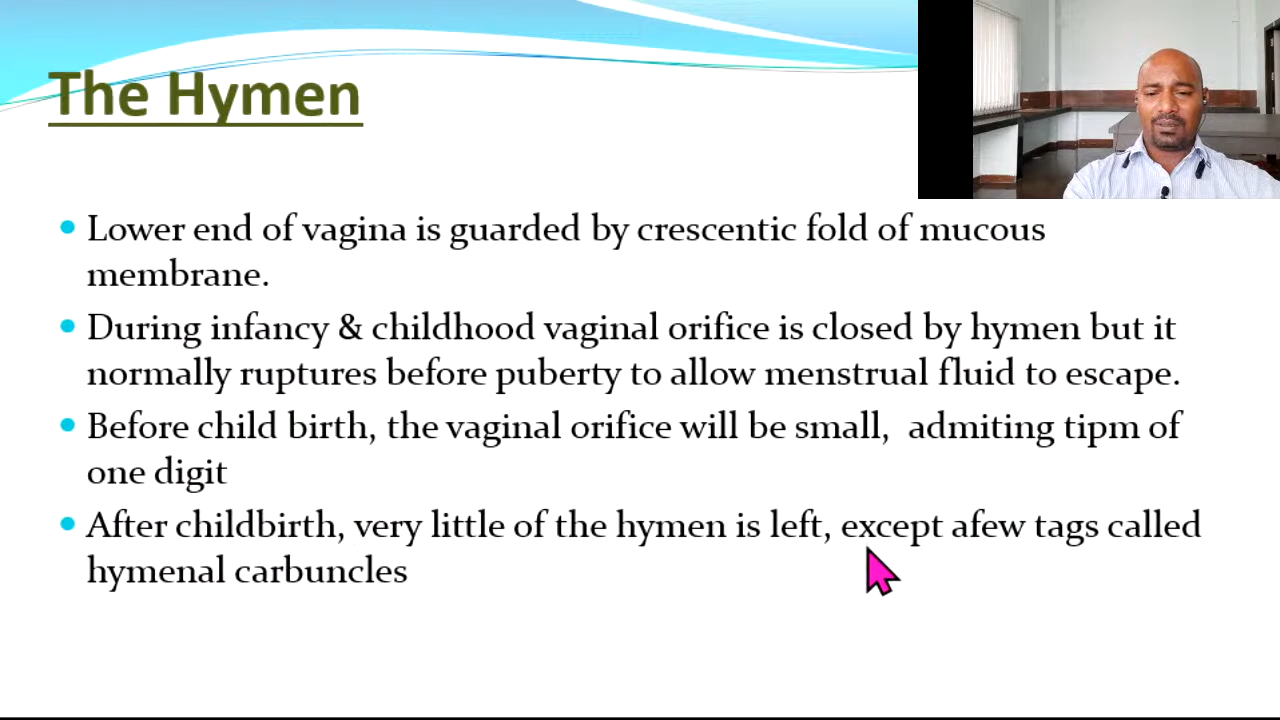 The Hymen
Lower end of vagina is guarded by crescentic fold of mucous
membrane.
During infancy & childhood vaginal orifice is closed by hymen but it
normally ruptures before puberty to allow menstrual fluid to escape.
Before child birth, the vaginal orifice will be small,  admiting tipm of
one digit
After childbirth, very little of the hymen is left, except afew tags called
hymenal carbuncles